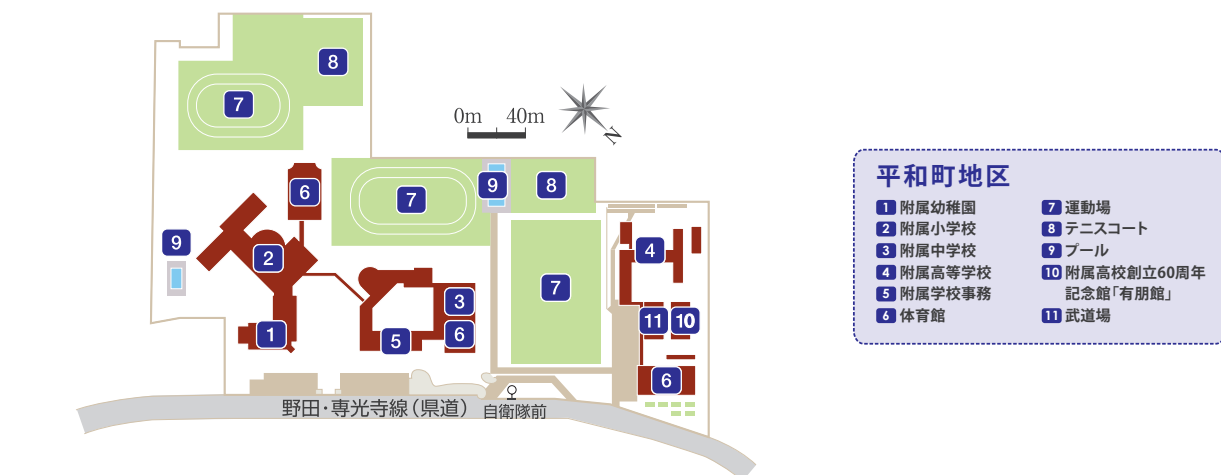 8
7
0m 40m
N
6
9
8
7
9
2
4
7
3
11
10
1
5
6
6
野田・専光寺線（県道）
自衛隊前
平和町地区
1 附属幼稚園
2 附属小学校
3 附属中学校
4 附属高等学校
5 附属学校事務
6 体育館
7 運動場
8 テニスコート
9 プール
10 附属高校創立60周年
記念館「有朋館」
11 武道場